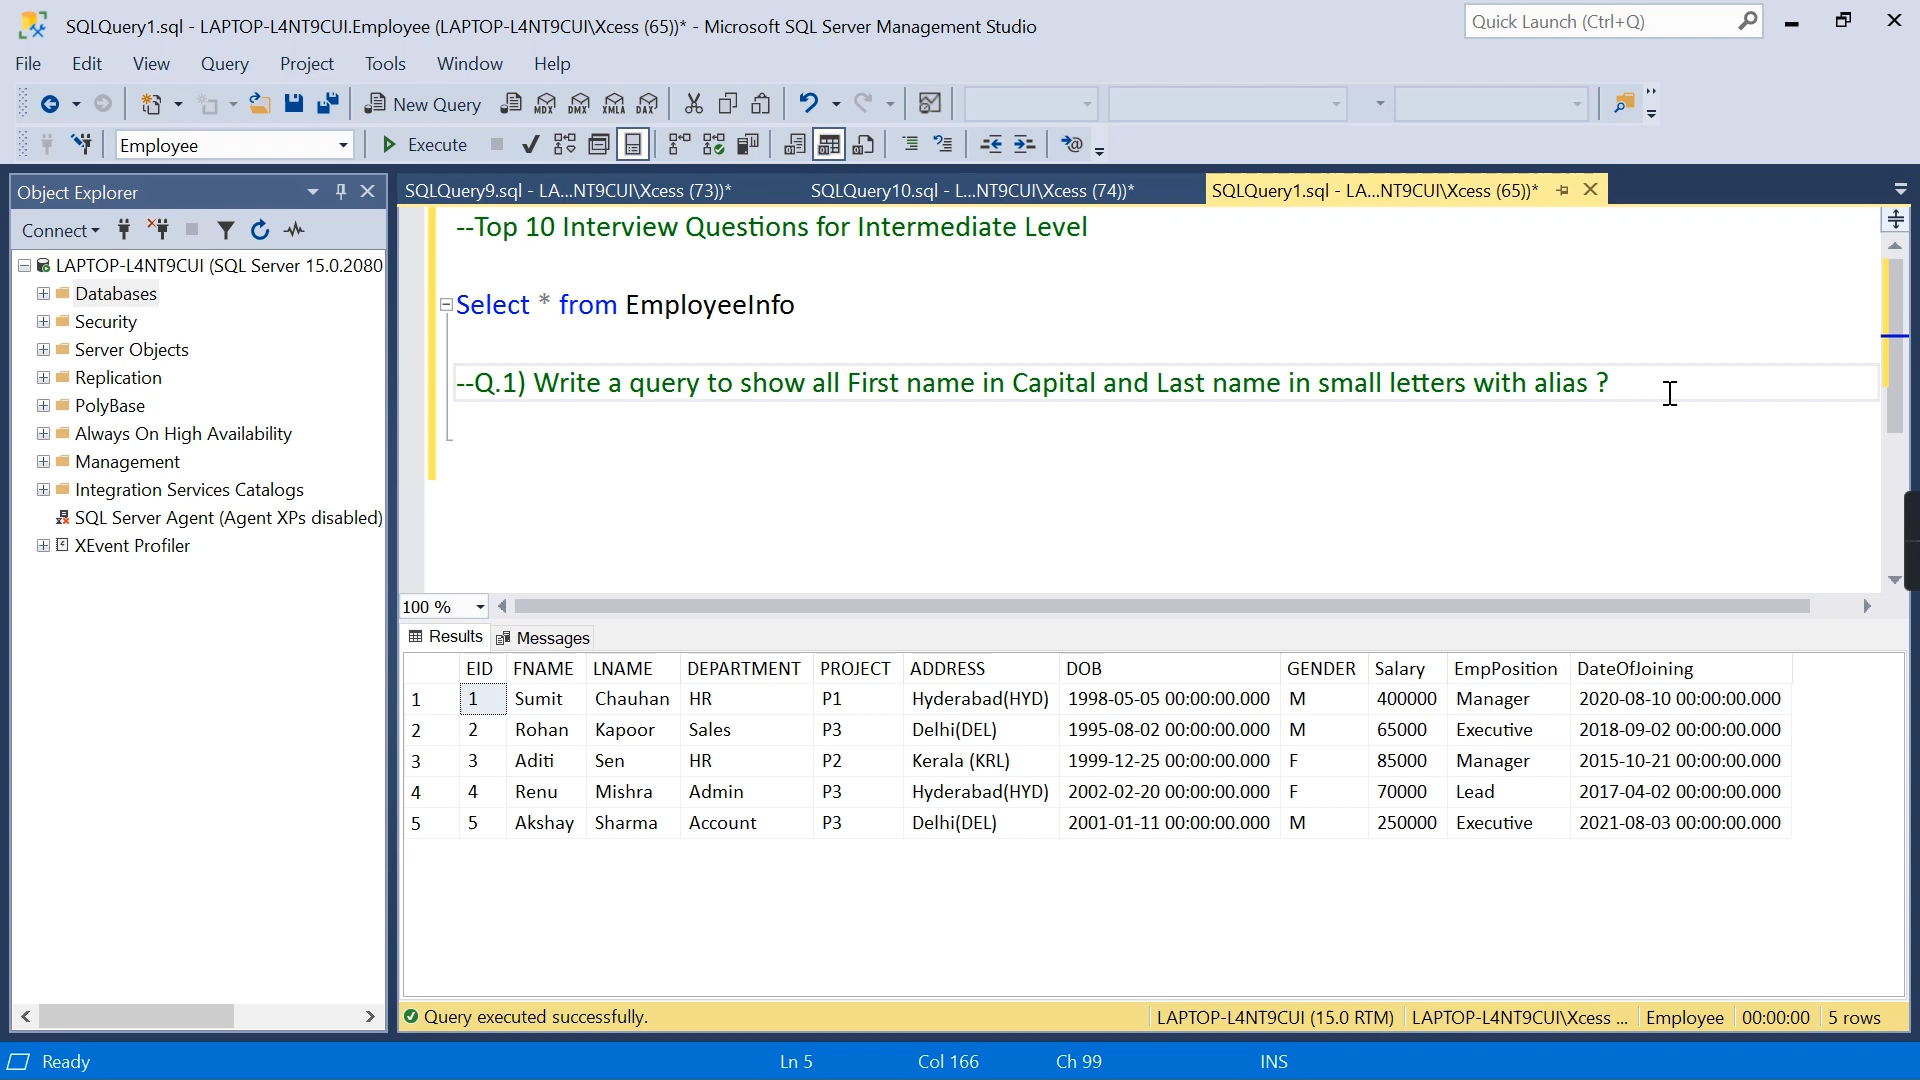 SQLQuery1.sql - LAPTOP-L4NT9CUI.Employee (LAPTOP-L4NT9CUI\Xcess (65))* - Microsoft SQL Server Management Studio
Quick Launch (Ctrl+Q)
File Edit View Query Project Tools Window Help
New Query MDX DMX XMLA DAX
Employee Execute
Object Explorer
SQLQuery9.sql - LA...NT9CUI\Xcess (73))* SQLQuery10.sql - L...NT9CUI\Xcess (74))* SQLQuery1.sql - LA...NT9CUI\Xcess (65))*
Connect
LAPTOP-L4NT9CUI (SQL Server 15.0.2080
Databases
Security
Server Objects
Replication
PolyBase
Always On High Availability
Management
Integration Services Catalogs
SQL Server Agent (Agent XPs disabled)
XEvent Profiler
--Top 10 Interview Questions for Intermediate Level
Select * from EmployeeInfo
--Q.1) Write a query to show all First name in Capital and Last name in small letters with alias ?
100 %
Results Messages
EID FNAME LNAME DEPARTMENT PROJECT ADDRESS DOB GENDER Salary EmpPosition DateOfJoining
1 1 Sumit Chauhan HR P1 Hyderabad(HYD) 1998-05-05 00:00:00.000 M 400000 Manager 2020-08-10 00:00:00.000
2 2 Rohan Kapoor Sales P3 Delhi(DEL) 1995-08-02 00:00:00.000 M 65000 Executive 2018-09-02 00:00:00.000
3 3 Aditi Sen HR P2 Kerala (KRL) 1999-12-25 00:00:00.000 F 85000 Manager 2015-10-21 00:00:00.000
4 4 Renu Mishra Admin P3 Hyderabad(HYD) 2002-02-20 00:00:00.000 F 70000 Lead 2017-04-02 00:00:00.000
5 5 Akshay Sharma Account P3 Delhi(DEL) 2001-01-11 00:00:00.000 M 250000 Executive 2021-08-03 00:00:00.000
Query executed successfully. LAPTOP-L4NT9CUI (15.0 RTM) LAPTOP-L4NT9CUI\Xcess ... Employee 00:00:00 5 rows
Ready Ln 5 Col 166 Ch 99 INS